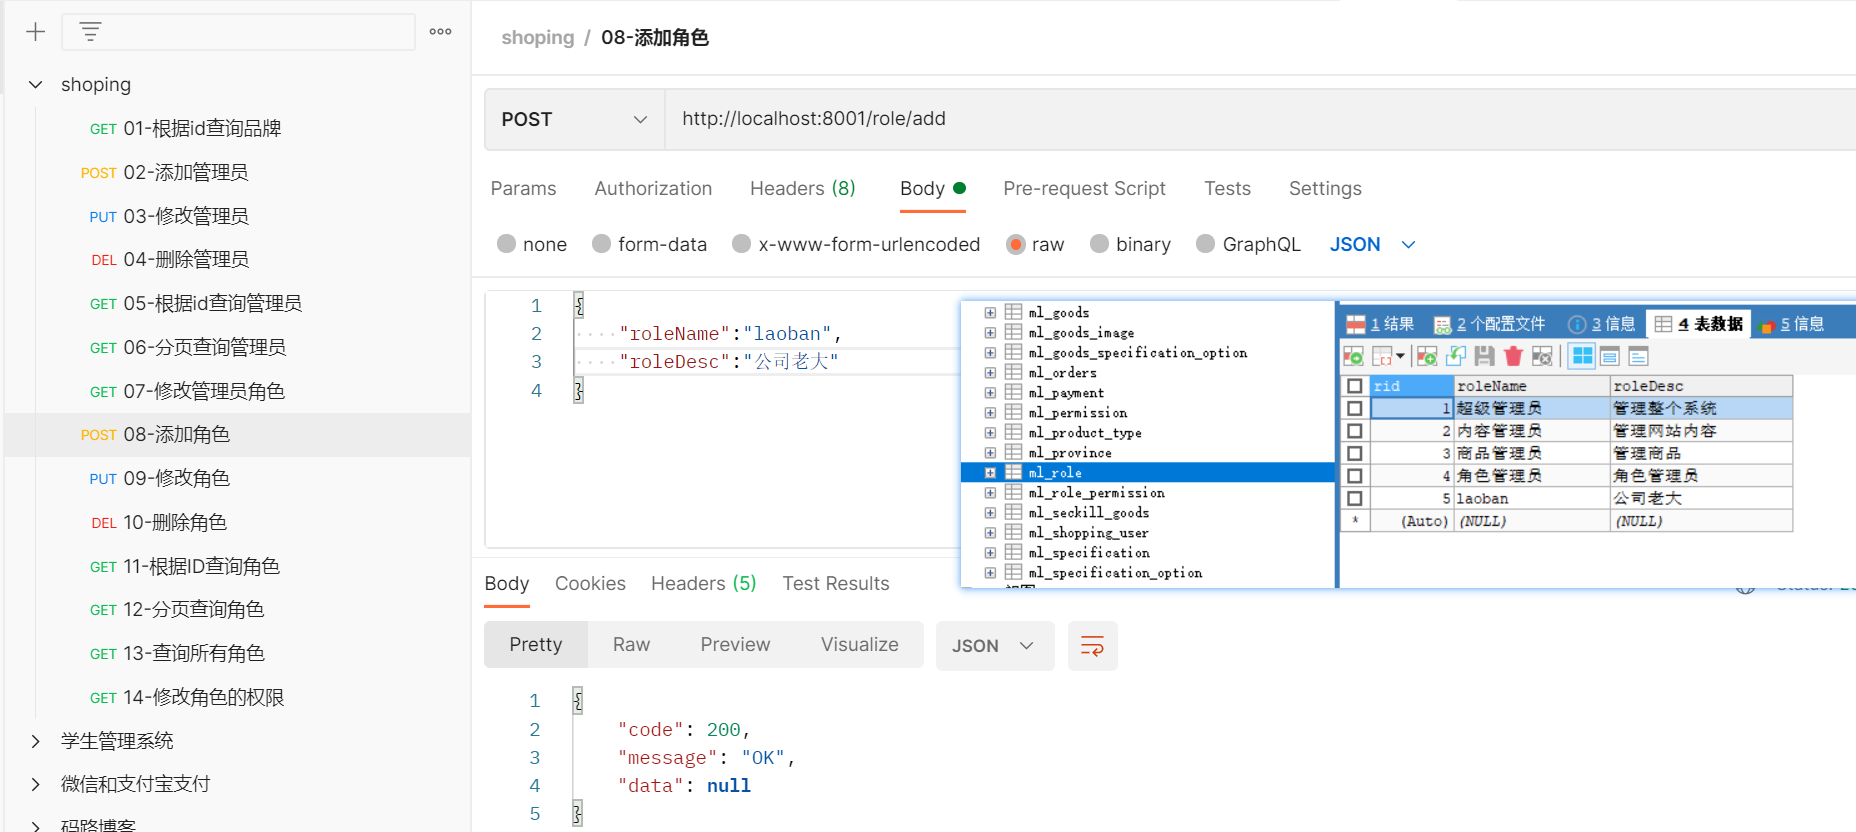 shoping / 08-添加角色
shoping
GET 01-根据id查询品牌
POST 02-添加管理员
PUT 03-修改管理员
DEL 04-删除管理员
GET 05-根据id查询管理员
GET 06-分页查询管理员
GET 07-修改管理员角色
POST 08-添加角色
PUT 09-修改角色
DEL 10-删除角色
GET 11-根据ID查询角色
GET 12-分页查询角色
GET 13-查询所有角色
GET 14-修改角色的权限
学生管理系统
微信和支付宝支付
码路博客
POST http://localhost:8001/role/add
Params Authorization Headers (8) Body Pre-request Script Tests Settings
none form-data x-www-form-urlencoded raw binary GraphQL JSON
1 {
2 "roleName":"laoban",
3 "roleDesc":"公司老大"
4 }
ml_goods
ml_goods_image
ml_goods_specification_option
ml_orders
ml_payment
ml_permission
ml_product_type
ml_province
ml_role
ml_role_permission
ml_seckill_goods
ml_shopping_user
ml_specification
ml_specification_option
1 结果 2 个配置文件 3 信息 4 表数据 5 信息
rid roleName roleDesc
1 超级管理员 管理整个系统
2 内容管理员 管理网站内容
3 商品管理员 管理商品
4 角色管理员 角色管理员
5 laoban 公司老大
* (Auto) (NULL) (NULL)
Body Cookies Headers (5) Test Results
Pretty Raw Preview Visualize JSON
1 {
2 "code": 200,
3 "message": "OK",
4 "data": null
5 }